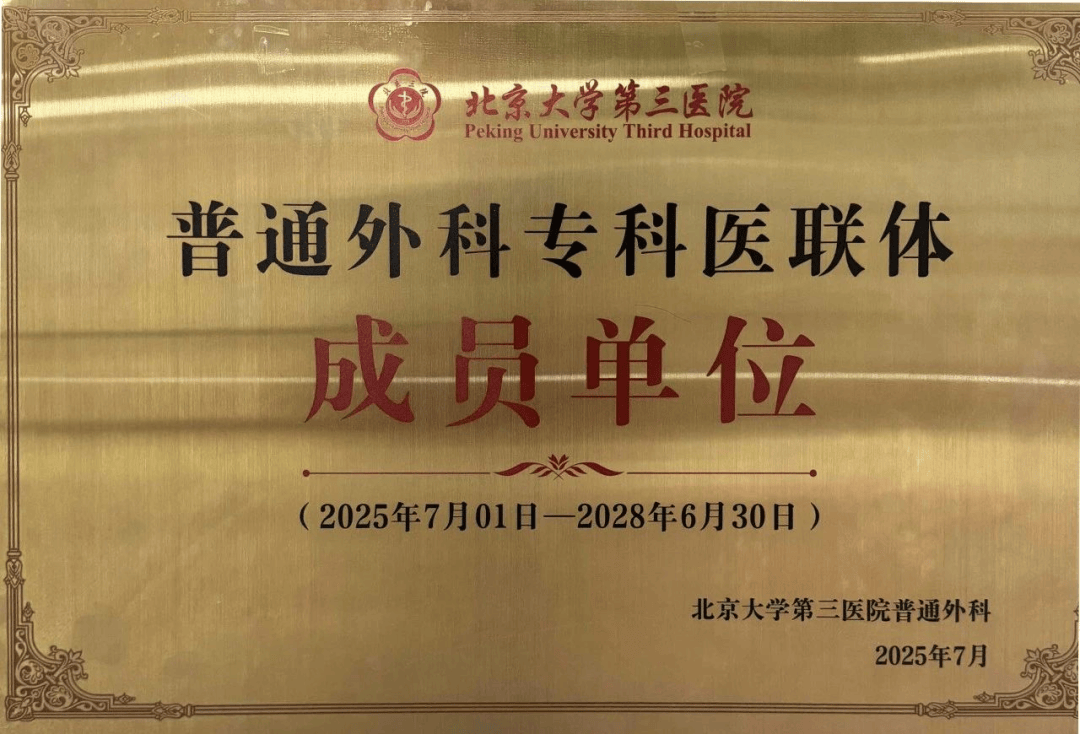 北京大学第三医院
Peking University Third Hospital
普通外科专科医联体
成员单位
（2025年7月01日—2028年6月30日）
北京大学第三医院普通外科
2025年7月